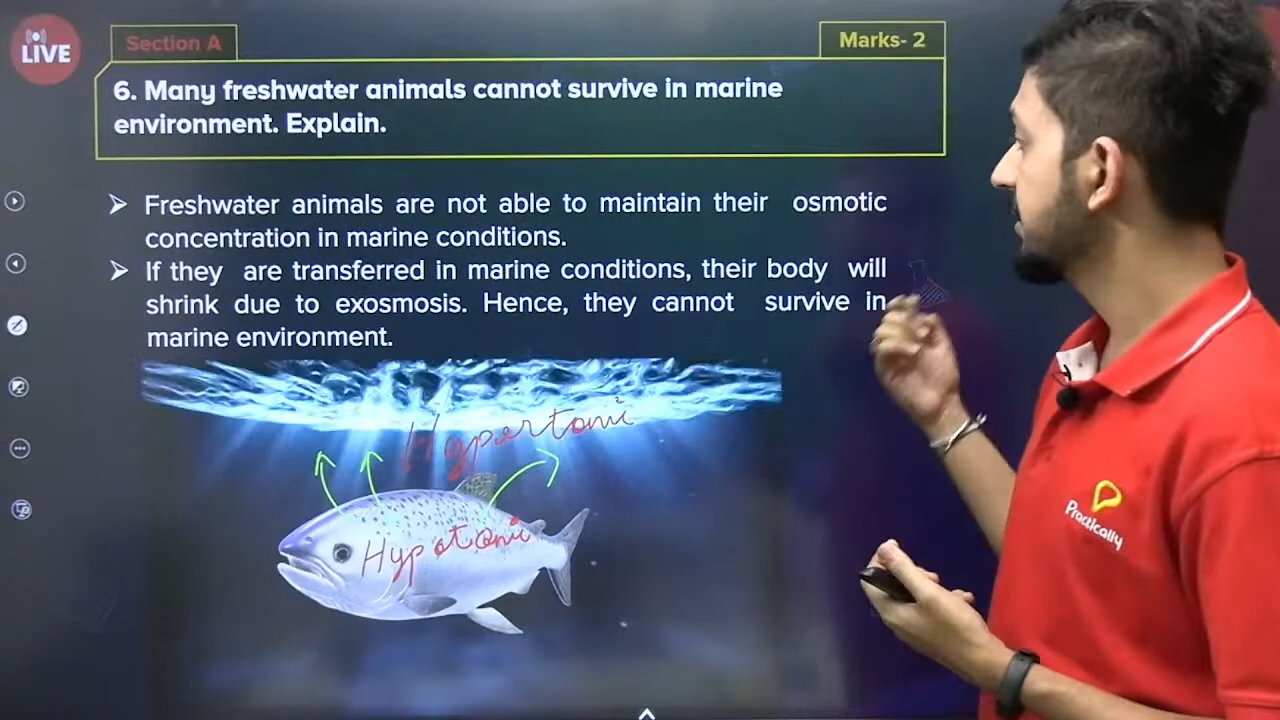 LIVE
Section A
Marks- 2
6. Many freshwater animals cannot survive in marine
environment. Explain.
Freshwater animals are not able to maintain their osmotic
concentration in marine conditions.
If they are transferred in marine conditions, their body will
shrink due to exosmosis. Hence, they cannot survive in
marine environment.
Hypertoni
Hypotoni
Practically